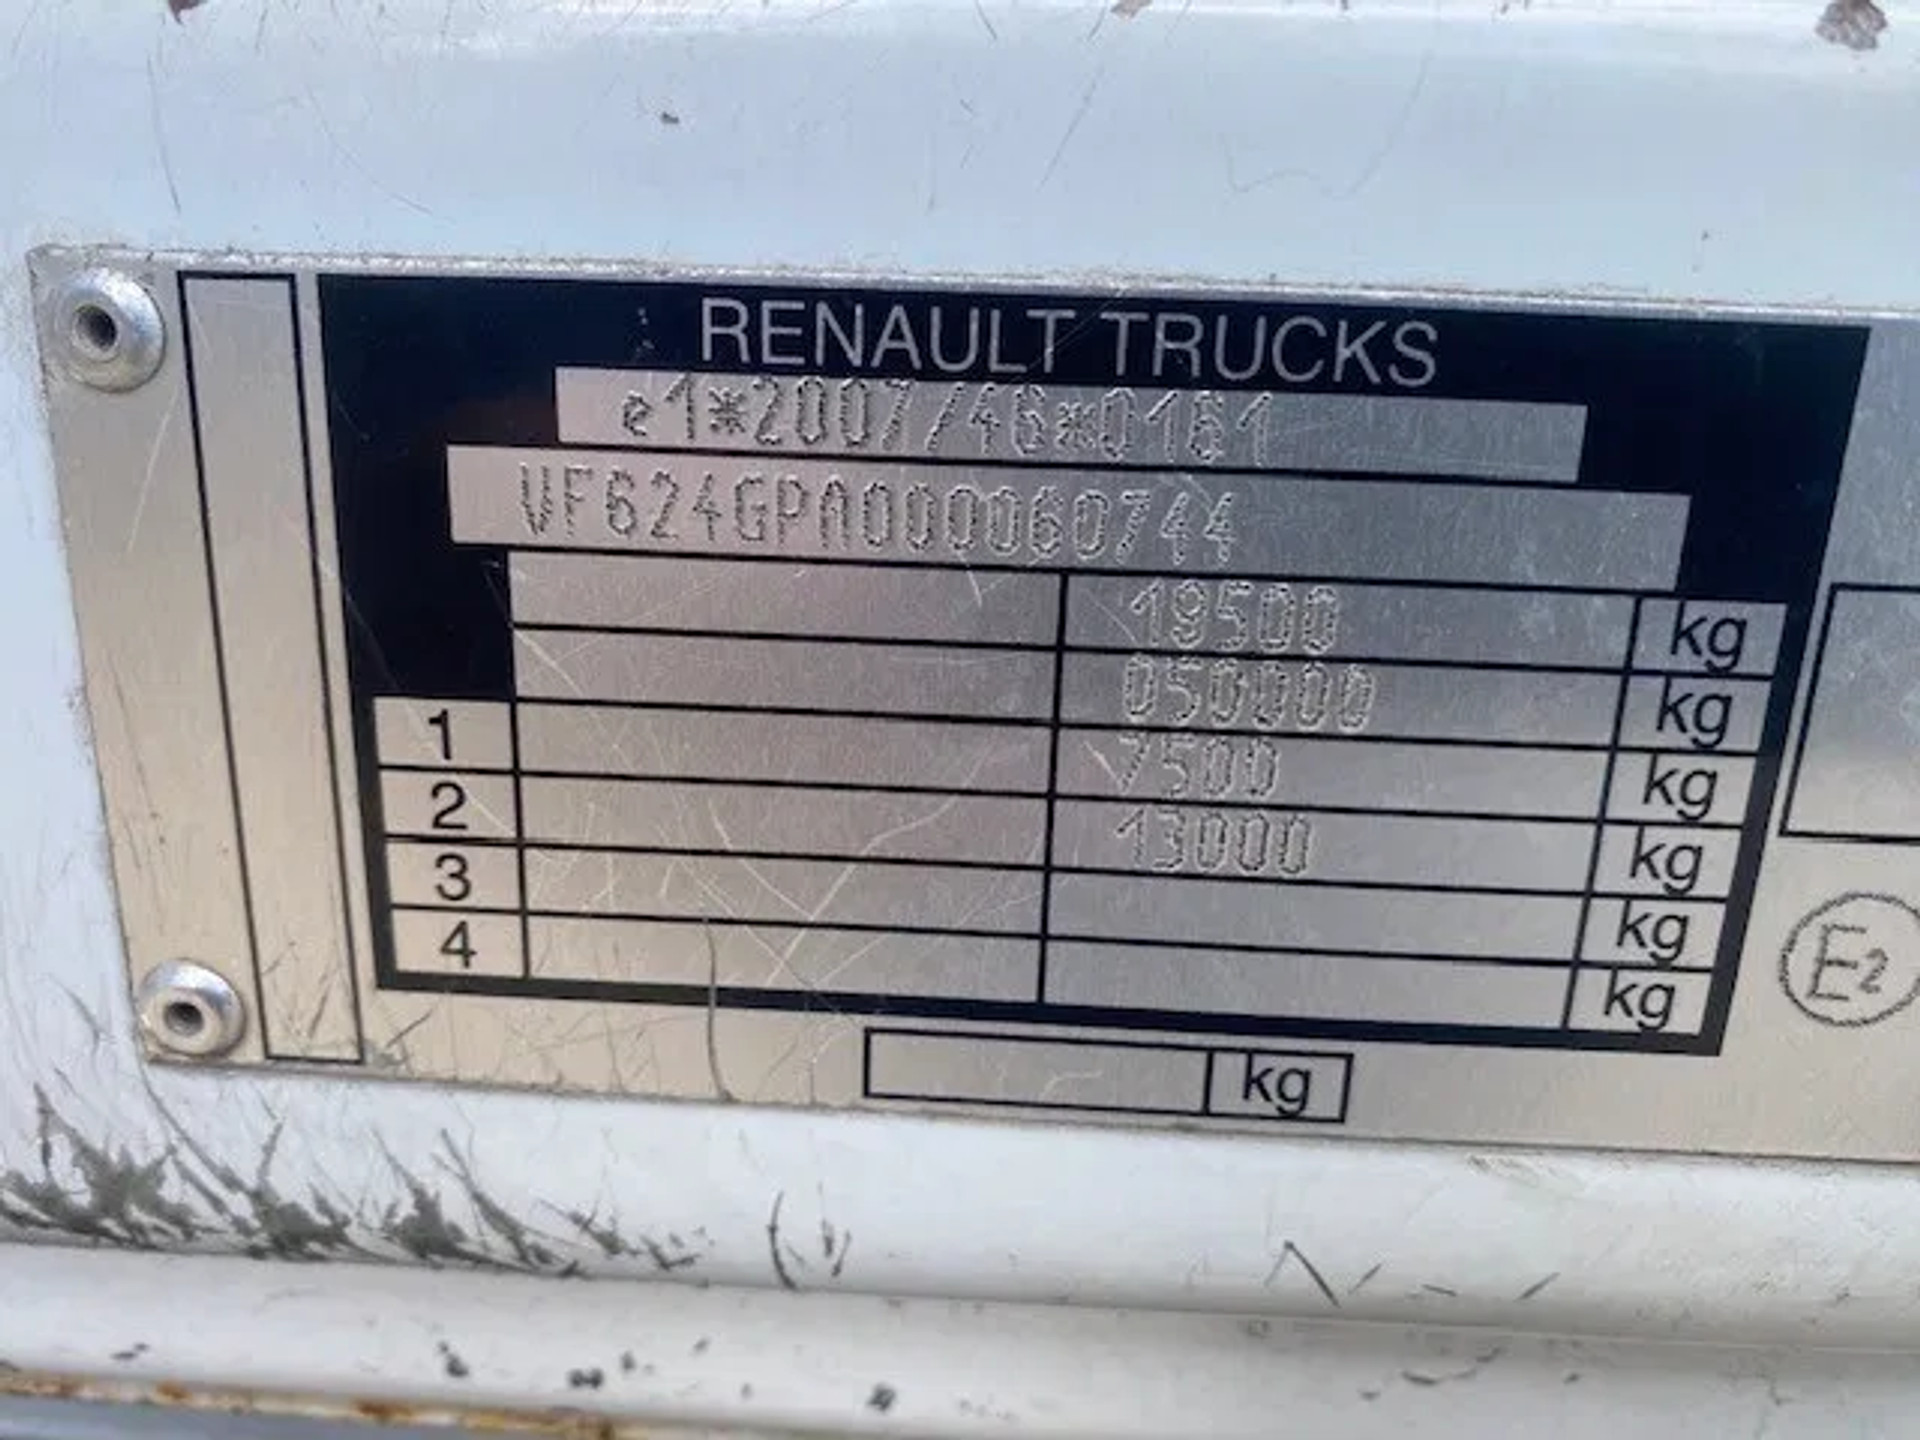 RENAULT TRUCKS
e1*2007/46*0161
VF624GPA000060744
19500 kg
050000 kg
1 7500 kg
2 13000 kg
3 kg
4 kg
kg
E2